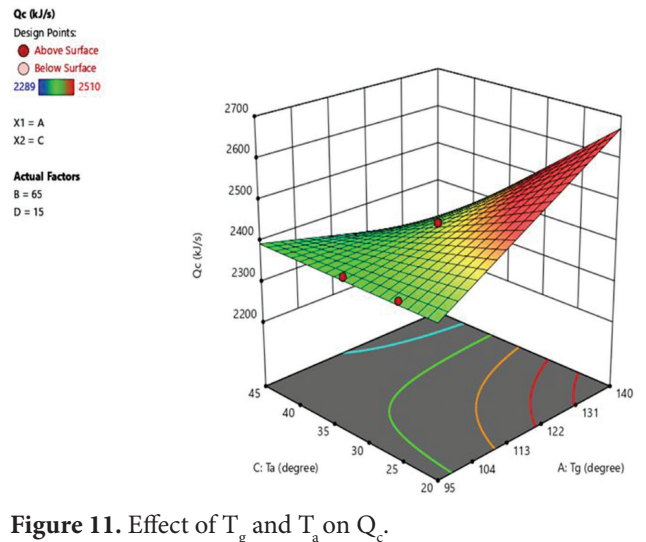 Qc (kJ/s)
Design Points:
Above Surface
Below Surface
2289 2510
X1 = A
X2 = C
Actual Factors
B = 65
D = 15
2700
2600
2500
2400
2300
2200
Qc (kJ/s)
45
40
35
30
25
20
C: Ta (degree)
95
104
113
122
131
140
A: Tg (degree)
Figure 11. Effect of Tg and Ta on Qc.